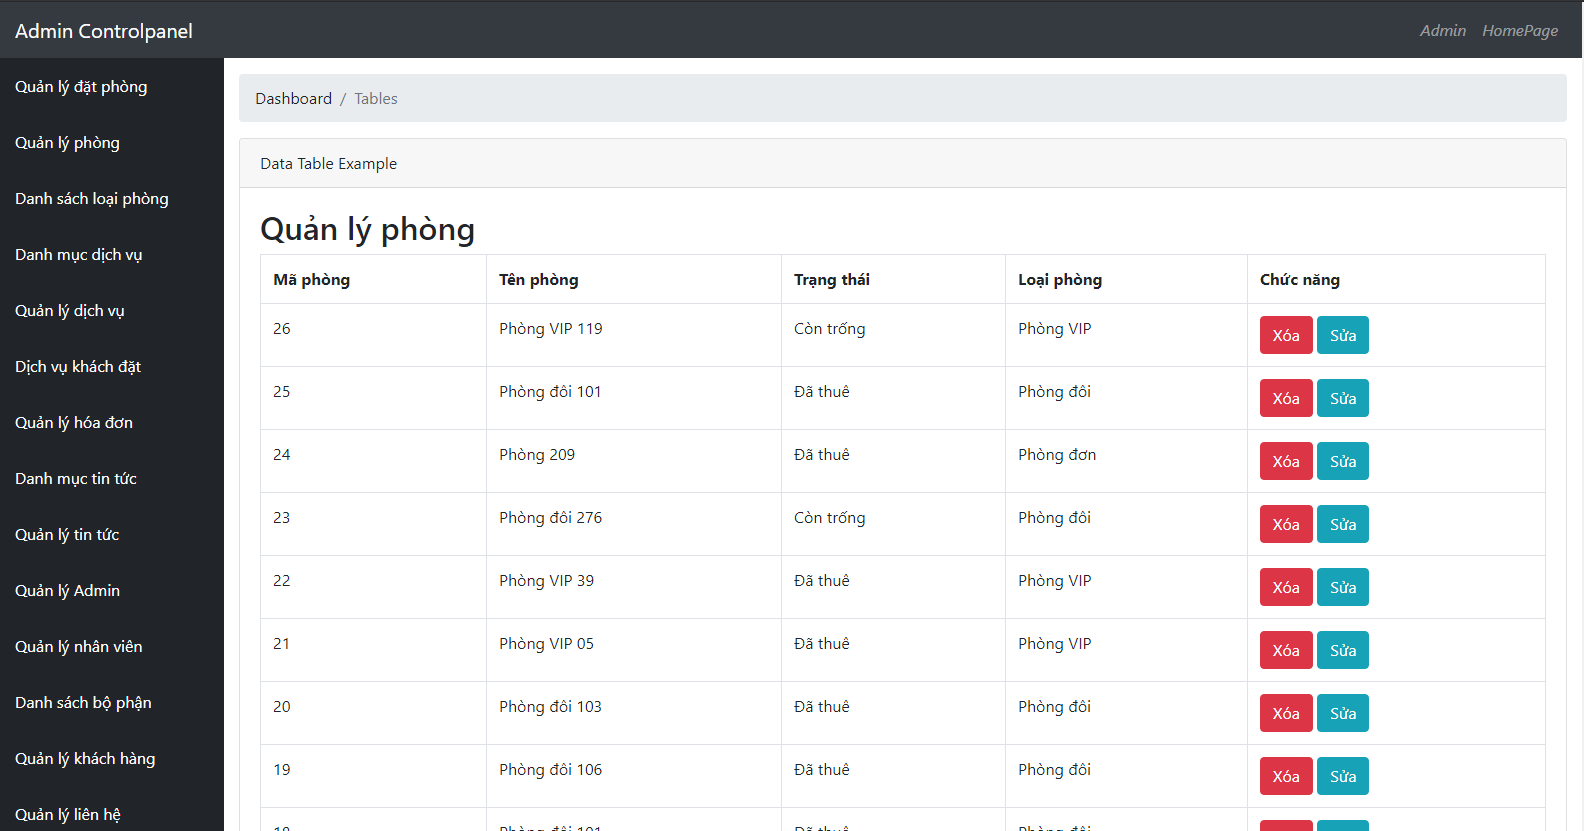 Admin Controlpanel
Admin HomePage
Quản lý đặt phòng
Quản lý phòng
Danh sách loại phòng
Danh mục dịch vụ
Quản lý dịch vụ
Dịch vụ khách đặt
Quản lý hóa đơn
Danh mục tin tức
Quản lý tin tức
Quản lý Admin
Quản lý nhân viên
Danh sách bộ phận
Quản lý khách hàng
Quản lý liên hệ
Dashboard / Tables
Data Table Example
Quản lý phòng
Mã phòng Tên phòng Trạng thái Loại phòng Chức năng
26 Phòng VIP 119 Còn trống Phòng VIP Xóa Sửa
25 Phòng đôi 101 Đã thuê Phòng đôi Xóa Sửa
24 Phòng 209 Đã thuê Phòng đơn Xóa Sửa
23 Phòng đôi 276 Còn trống Phòng đôi Xóa Sửa
22 Phòng VIP 39 Đã thuê Phòng VIP Xóa Sửa
21 Phòng VIP 05 Đã thuê Phòng VIP Xóa Sửa
20 Phòng đôi 103 Đã thuê Phòng đôi Xóa Sửa
19 Phòng đôi 106 Đã thuê Phòng đôi Xóa Sửa
18 Phòng đôi 101 Đã thuê Phòng đôi